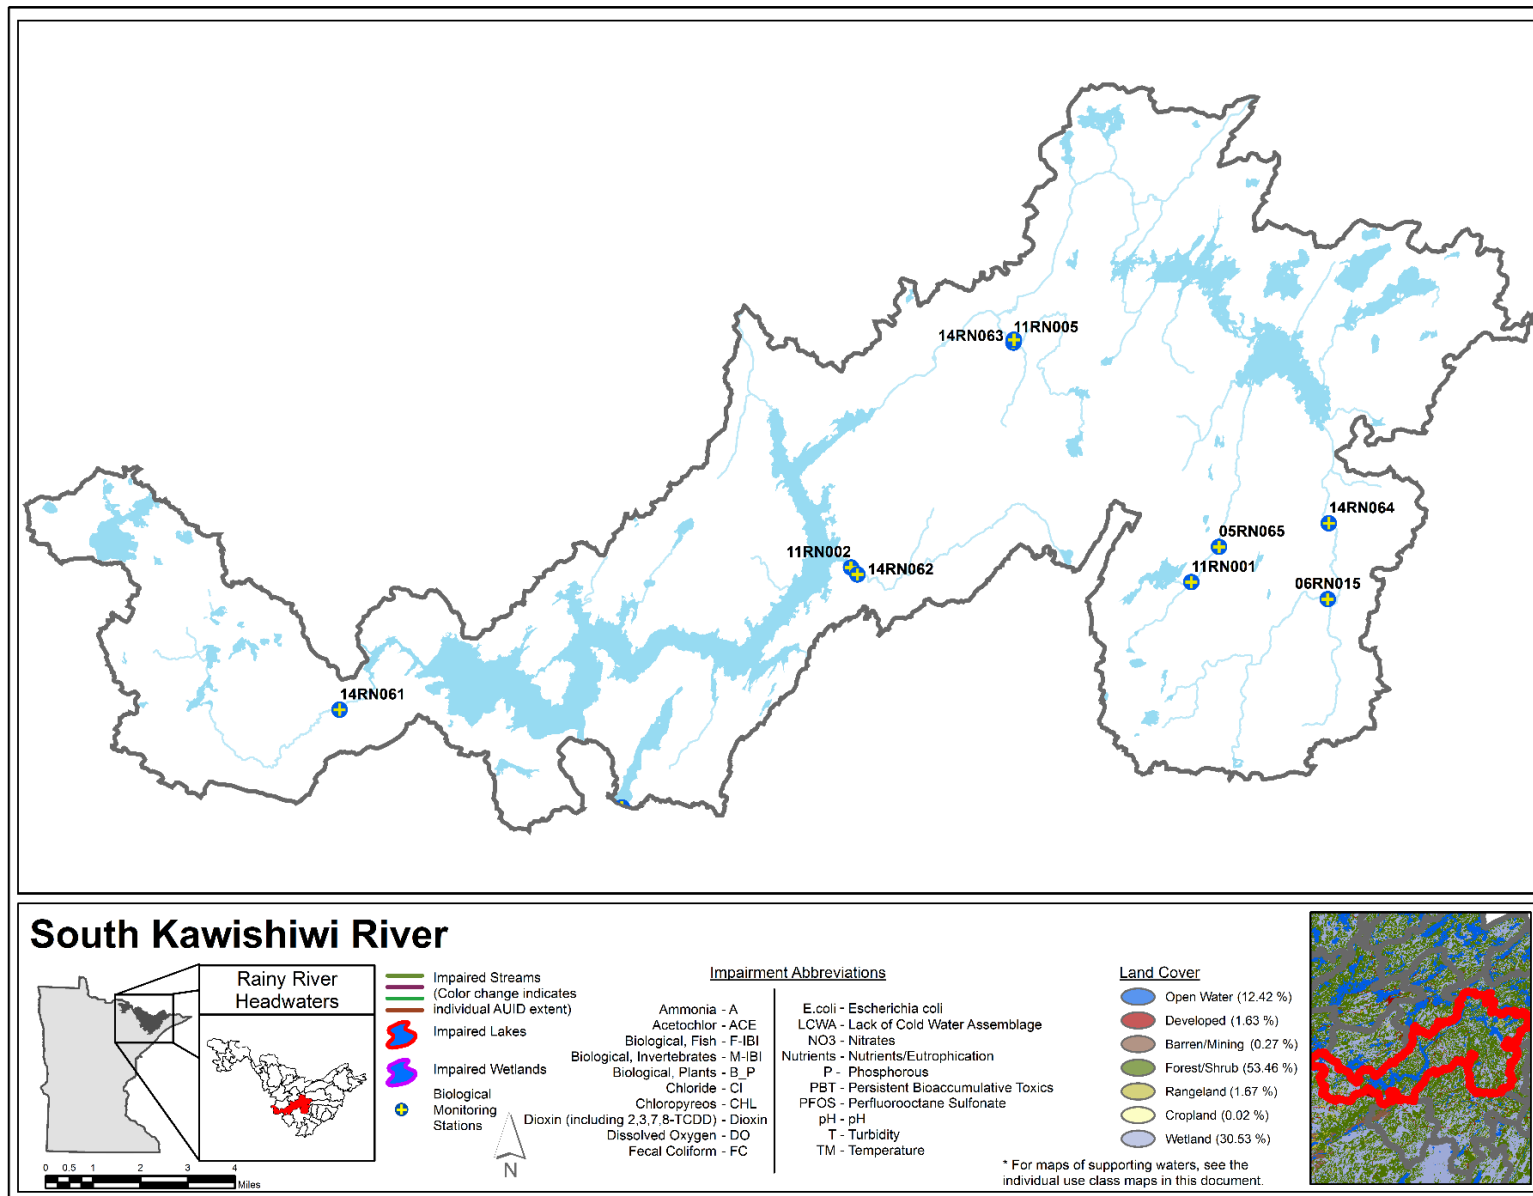 14RN063
11RN005
14RN064
05RN065
11RN002
14RN062
11RN001
06RN015
14RN061
South Kawishiwi River
Rainy River
Headwaters
0 0.5 1 2 3 4
Miles
Impaired Streams
(Color change indicates
individual AUID extent)
Impaired Lakes
Impaired Wetlands
Biological
Monitoring
Stations
N
Impairment Abbreviations
Ammonia - A
Acetochlor - ACE
Biological, Fish - F-IBI
Biological, Invertebrates - M-IBI
Biological, Plants - B_P
Chloride - Cl
Chloropyreos - CHL
Dioxin (including 2,3,7,8-TCDD) - Dioxin
Dissolved Oxygen - DO
Fecal Coliform - FC
E.coli - Escherichia coli
LCWA - Lack of Cold Water Assemblage
NO3 - Nitrates
Nutrients - Nutrients/Eutrophication
P - Phosphorous
PBT - Persistent Bioaccumulative Toxics
PFOS - Perfluorooctane Sulfonate
pH - pH
T - Turbidity
TM - Temperature
Land Cover
Open Water (12.42 %)
Developed (1.63 %)
Barren/Mining (0.27 %)
Forest/Shrub (53.46 %)
Rangeland (1.67 %)
Cropland (0.02 %)
Wetland (30.53 %)
* For maps of supporting waters, see the
individual use class maps in this document.